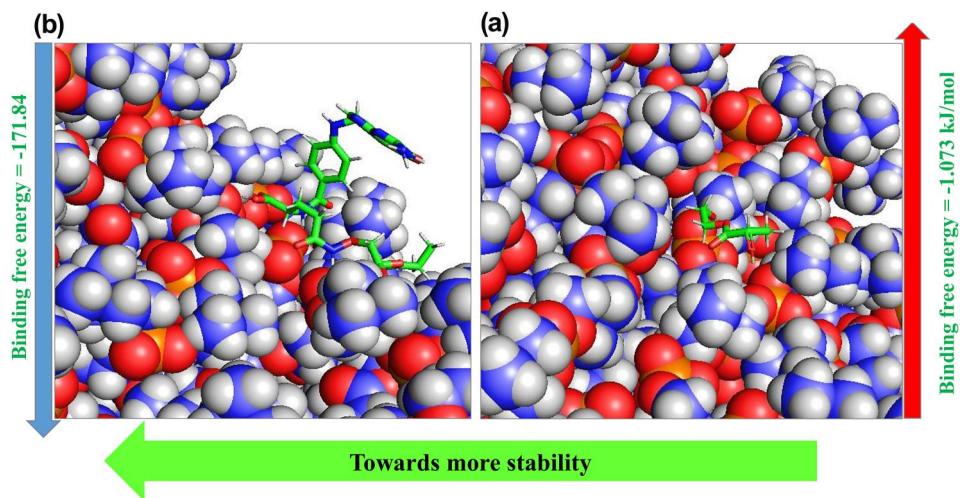 (b)
(a)
Binding free energy = -171.84
Binding free energy = -1.073 kJ/mol
Towards more stability